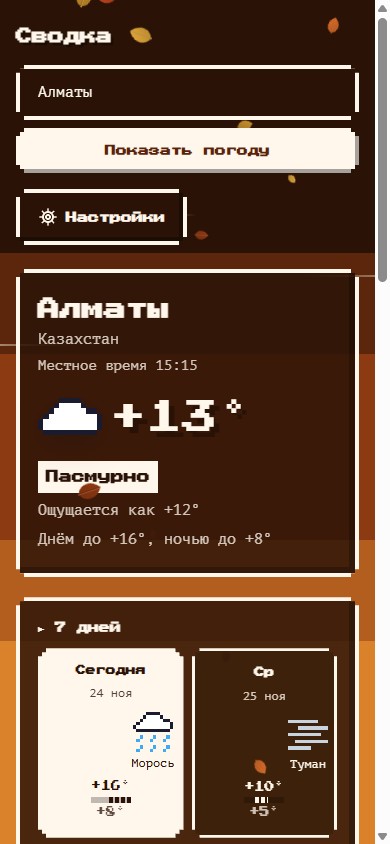 Сводка
Алматы
Показать погоду
Настройки
Алматы
Казахстан
Местное время 15:15
+13°
Пасмурно
Ощущается как +12°
Днём до +16°, ночью до +8°
▸ 7 дней
Сегодня
24 ноя
Морось
+16°
+8°
Ср
25 ноя
Туман
+10°
+5°